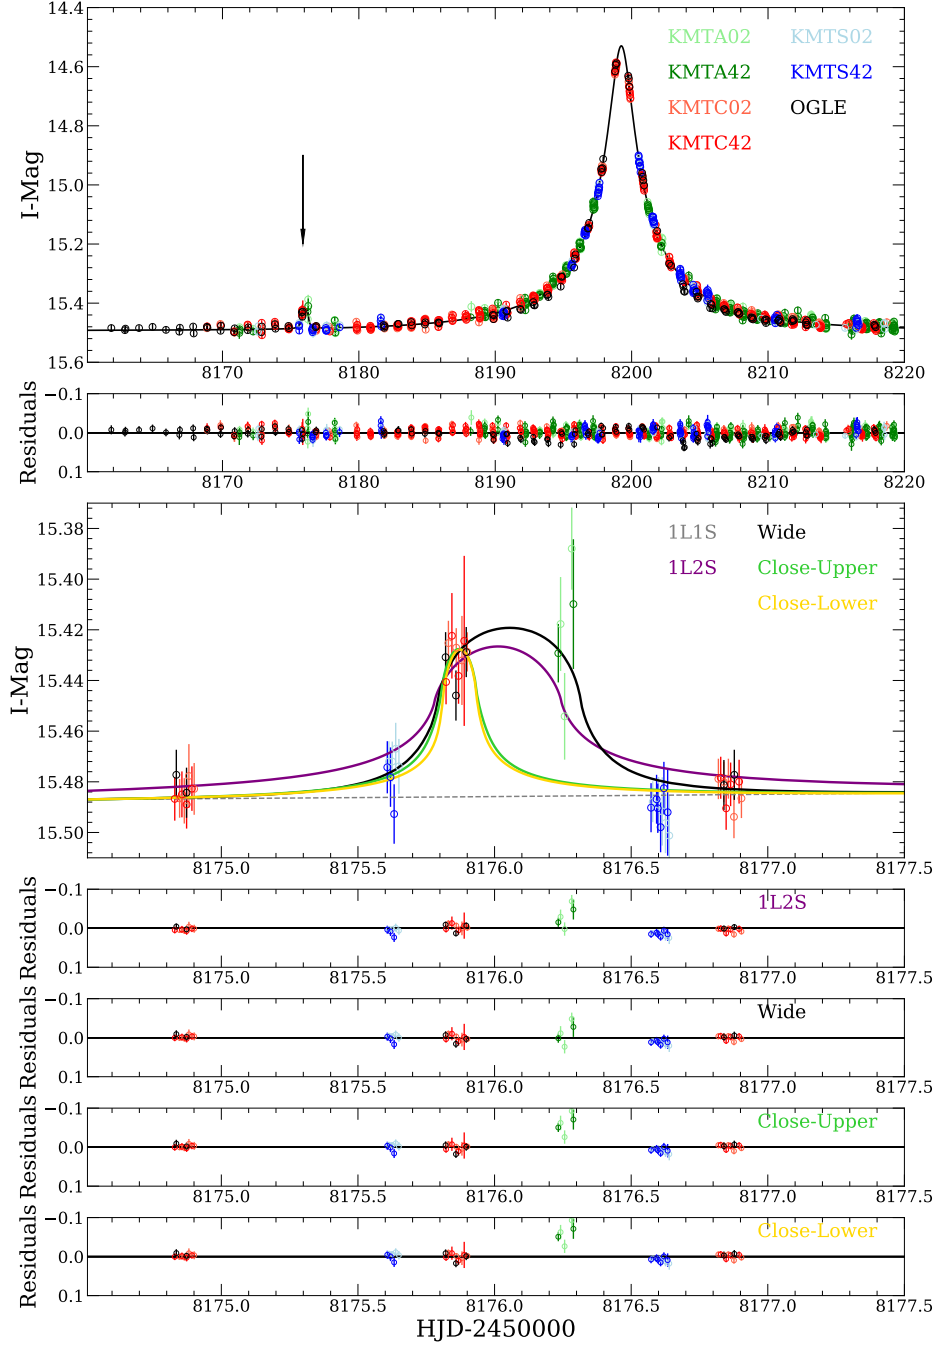 14.4
14.6
14.8
15.0
15.2
15.4
15.6
I-Mag
KMTA02 KMTS02
KMTA42 KMTS42
KMTC02 OGLE
KMTC42
8170 8180 8190 8200 8210 8220
−0.1
0.0
0.1
Residuals
8170 8180 8190 8200 8210 8220
15.38
15.40
15.42
15.44
15.46
15.48
15.50
I-Mag
1L1S Wide
1L2S Close-Upper
Close-Lower
8175.0 8175.5 8176.0 8176.5 8177.0 8177.5
−0.1
0.0
0.1
Residuals
1L2S
8175.0 8175.5 8176.0 8176.5 8177.0 8177.5
−0.1
0.0
0.1
Residuals
Wide
8175.0 8175.5 8176.0 8176.5 8177.0 8177.5
−0.1
0.0
0.1
Residuals
Close-Upper
8175.0 8175.5 8176.0 8176.5 8177.0 8177.5
−0.1
0.0
0.1
Residuals
Close-Lower
8175.0 8175.5 8176.0 8176.5 8177.0 8177.5
HJD-2450000